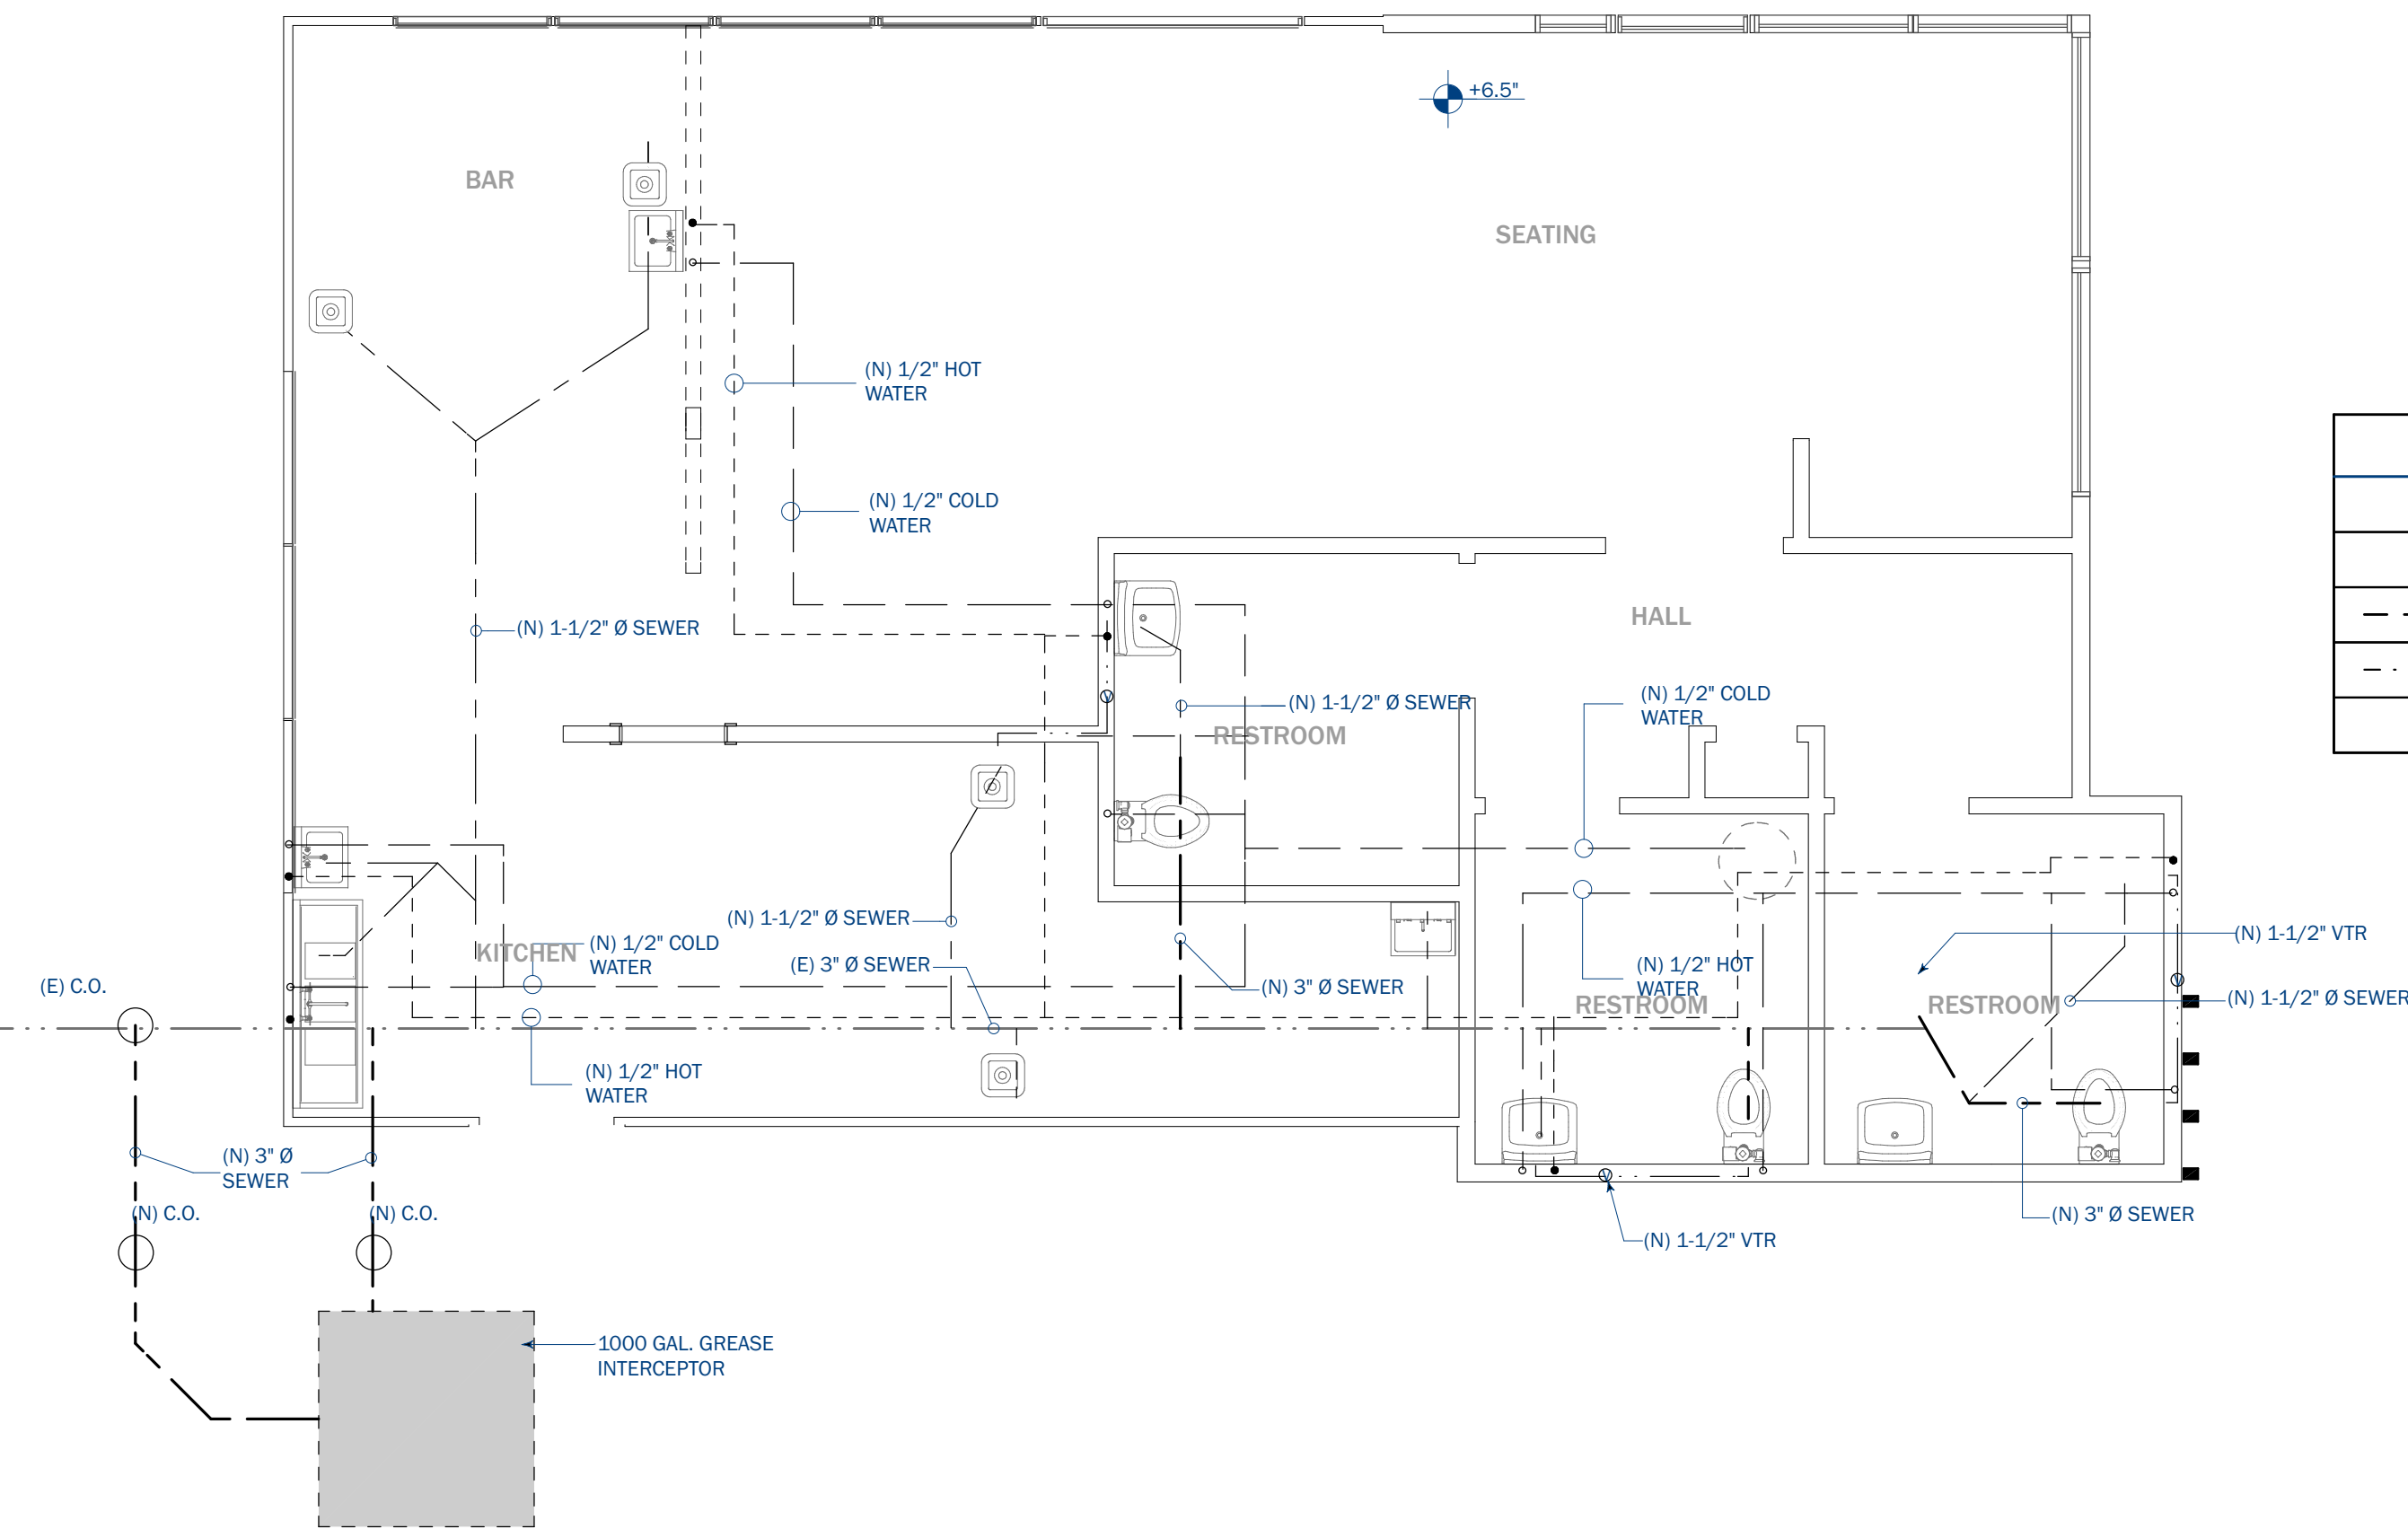 +6.5"
BAR
SEATING
(N) 1/2" HOT
WATER
(N) 1/2" COLD
WATER
(N) 1-1/2" Ø SEWER
HALL
(N) 1-1/2" Ø SEWER
RESTROOM
(N) 1/2" COLD
WATER
(N) 1-1/2" Ø SEWER
KITCHEN
(N) 1/2" COLD
WATER
(E) 3" Ø SEWER
(N) 3" Ø SEWER
(N) 1/2" HOT
WATER
RESTROOM
RESTROOM
(N) 1-1/2" VTR
(N) 1-1/2" Ø SEWER
V
V
V
(E) C.O.
(N) 1/2" HOT
WATER
(N) 3" Ø
SEWER
(N) C.O.
(N) C.O.
(N) 3" Ø SEWER
(N) 1-1/2" VTR
1000 GAL. GREASE
INTERCEPTOR